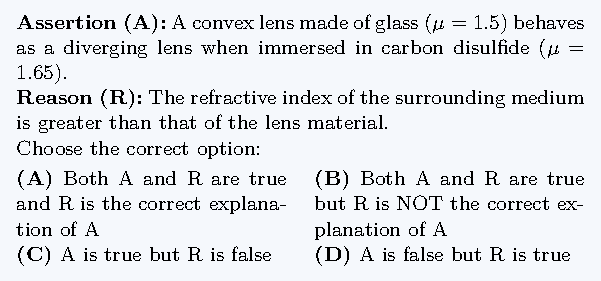 Assertion (A): A convex lens made of glass (μ = 1.5) behaves
as a diverging lens when immersed in carbon disulfide (μ =
1.65).
Reason (R): The refractive index of the surrounding medium
is greater than that of the lens material.
Choose the correct option:
(A) Both A and R are true
and R is the correct explana-
tion of A
(B) Both A and R are true
but R is NOT the correct ex-
planation of A
(C) A is true but R is false
(D) A is false but R is true